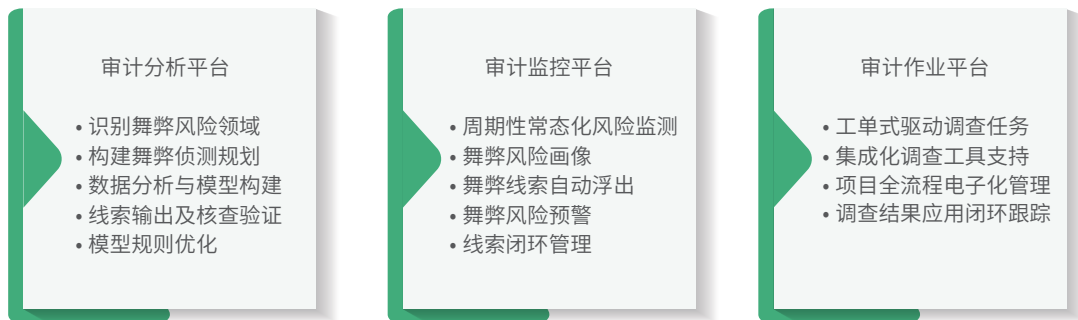 审计分析平台
• 识别舞弊风险领域
• 构建舞弊侦测规划
• 数据分析与模型构建
• 线索输出及核查验证
• 模型规则优化
审计监控平台
• 周期性常态化风险监测
• 舞弊风险画像
• 舞弊线索自动浮出
• 舞弊风险预警
• 线索闭环管理
审计作业平台
• 工单式驱动调查任务
• 集成化调查工具支持
• 项目全流程电子化管理
• 调查结果应用闭环跟踪